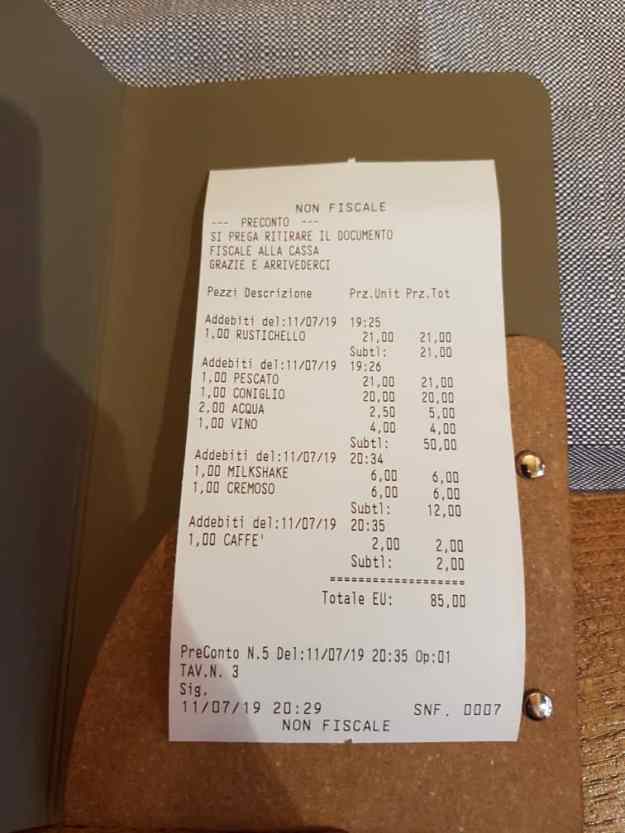 NON FISCALE
--- PRECONTO ---
SI PREGA RITIRARE IL DOCUMENTO
FISCALE ALLA CASSA
GRAZIE E ARRIVEDERCI
Pezzi Descrizione Prz.Unit Prz.Tot
Addebiti del:11/07/19 19:25
1,00 RUSTICHELLO 21,00 21,00
Subtl: 21,00
Addebiti del:11/07/19 19:26
1,00 PESCATO 21,00 21,00
1,00 CONIGLIO 20,00 20,00
2,00 ACQUA 2,50 5,00
1,00 VINO 4,00 4,00
Subtl: 50,00
Addebiti del:11/07/19 20:34
1,00 MILKSHAKE 6,00 6,00
1,00 CREMOSO 6,00 6,00
Subtl: 12,00
Addebiti del:11/07/19 20:35
1,00 CAFFE' 2,00 2,00
Subtl: 2,00
==================
Totale EU: 85,00
PreConto N.5 Del:11/07/19 20:35 Op:01
TAV.N. 3
Sig.
11/07/19 20:29 SNF. 0007
NON FISCALE